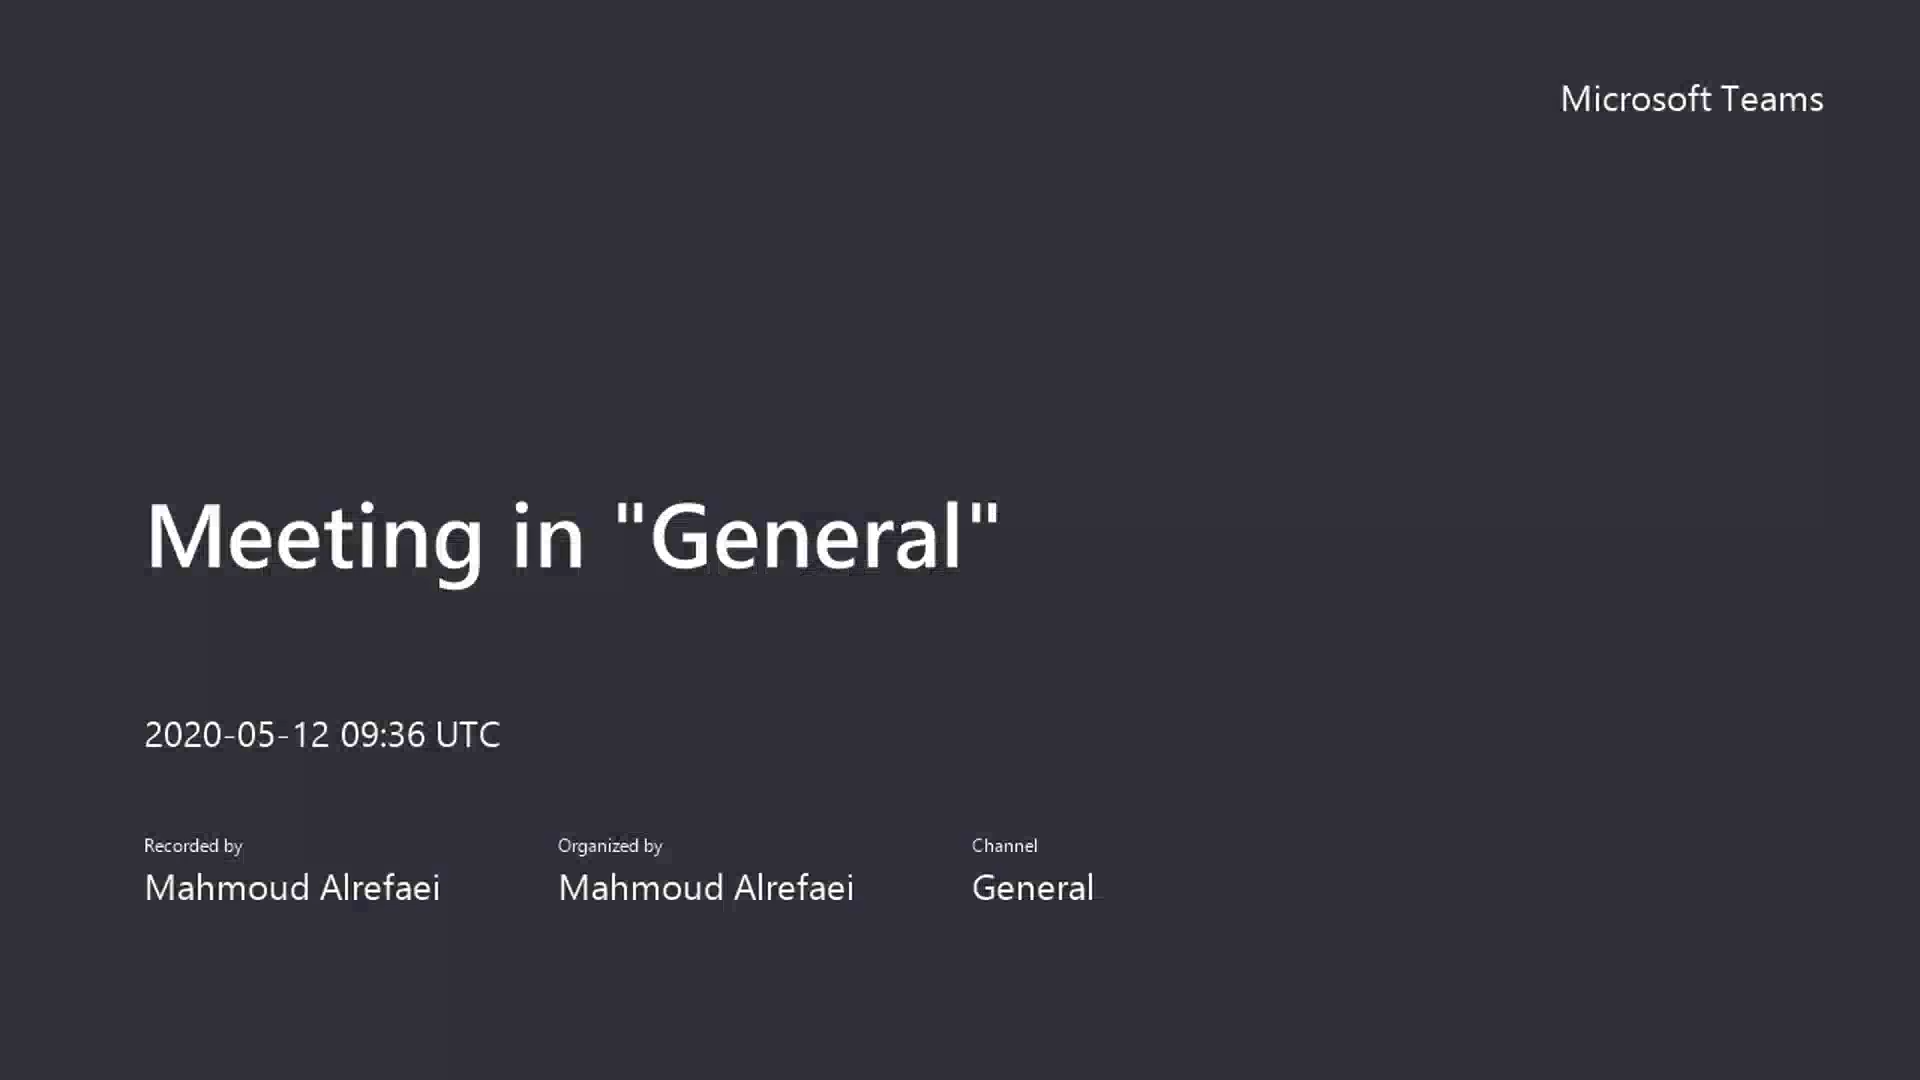 Microsoft Teams
Meeting in "General"
2020-05-12 09:36 UTC
Recorded by
Mahmoud Alrefaei
Organized by
Mahmoud Alrefaei
Channel
General